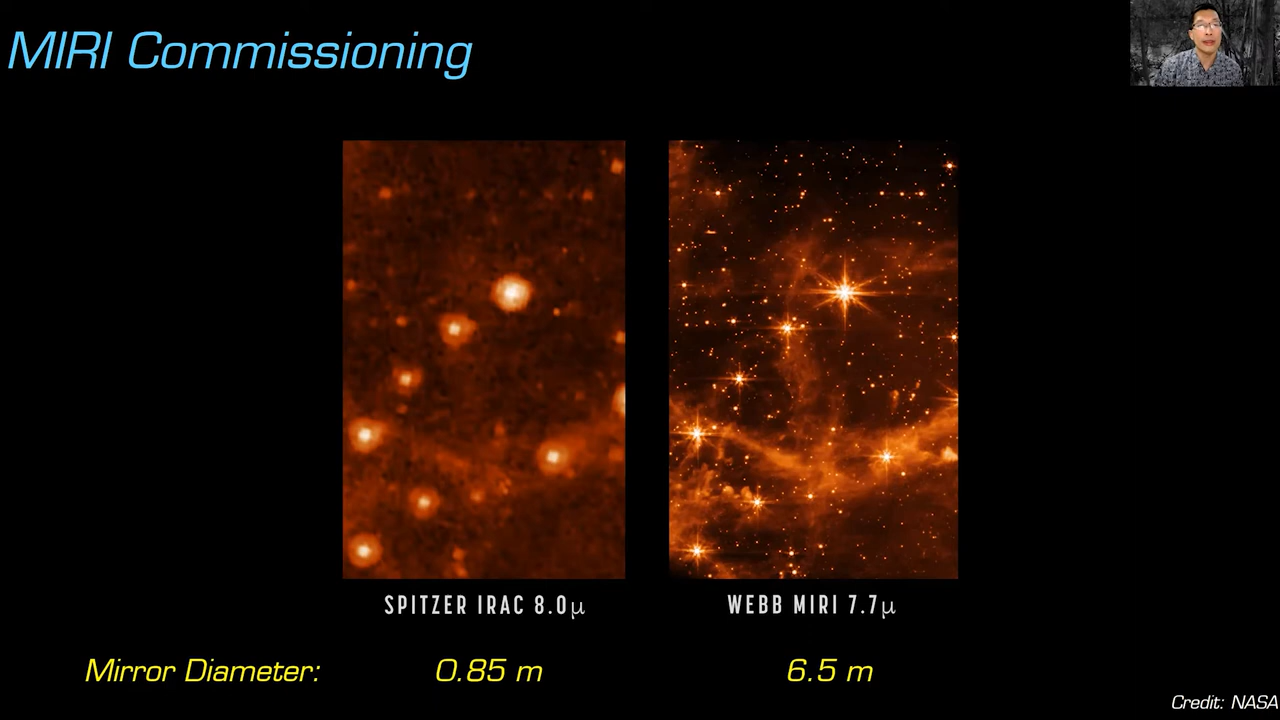 MIRI Commissioning
SPITZER IRAC 8.0μ
WEBB MIRI 7.7μ
Mirror Diameter:
0.85 m
6.5 m
Credit: NASA